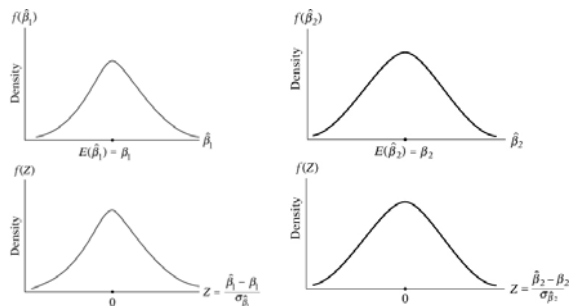 f(β̂₁)
Density
β̂₁
E(β̂₁) = β₁
f(β̂₂)
Density
β̂₂
E(β̂₂) = β₂
f(Z)
Density
0
Z = (β̂₁ − β₁) / σ_β̂₁
f(Z)
Density
0
Z = (β̂₂ − β₂) / σ_β̂₂